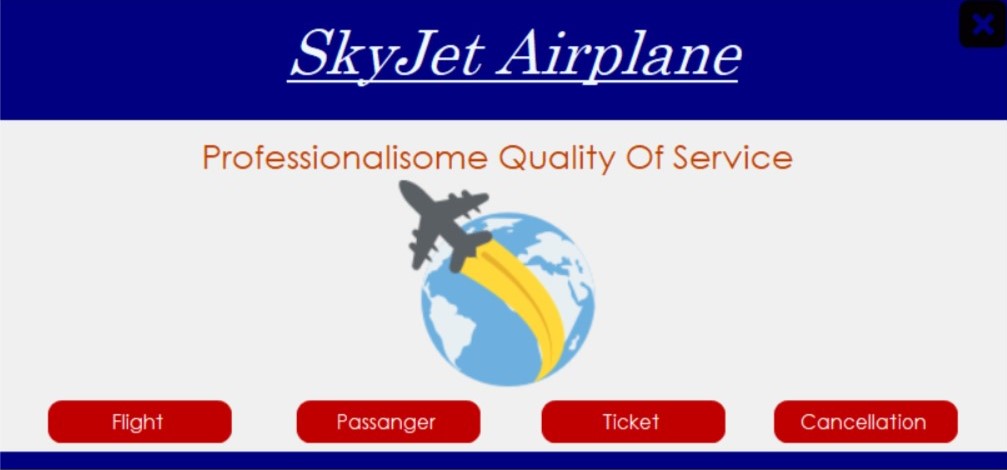 SkyJet Airplane
Professionalisome Quality Of Service
Flight Passanger Ticket Cancellation